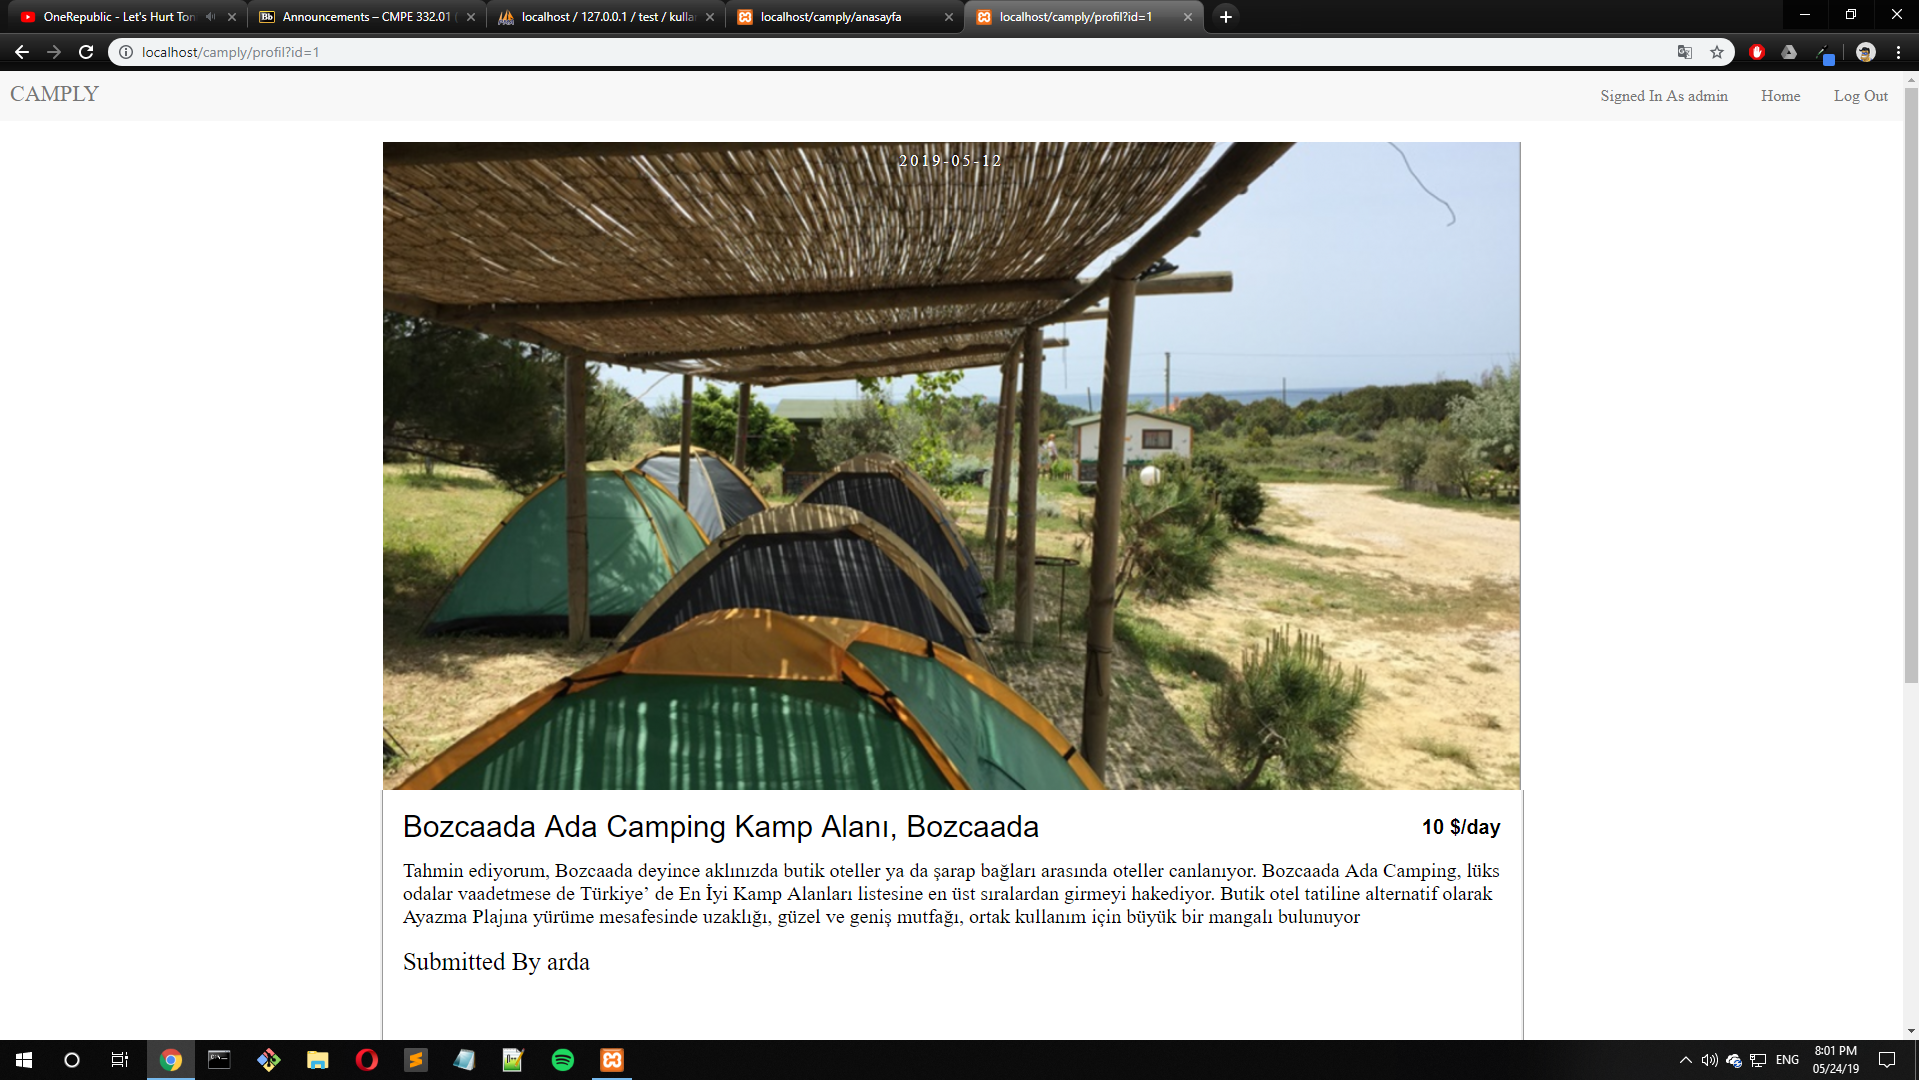 OneRepublic - Let's Hurt Ton
Announcements – CMPE 332.01 (
localhost / 127.0.0.1 / test / kulla
localhost/camply/anasayfa
localhost/camply/profil?id=1
localhost/camply/profil?id=1
CAMPLY
Signed In As admin
Home
Log Out
2019-05-12
Bozcaada Ada Camping Kamp Alanı, Bozcaada
10 $/day
Tahmin ediyorum, Bozcaada deyince aklınızda butik oteller ya da şarap bağları arasında oteller canlanıyor. Bozcaada Ada Camping, lüks
odalar vaadetmese de Türkiye’ de En İyi Kamp Alanları listesine en üst sıralardan girmeyi hakediyor. Butik otel tatiline alternatif olarak
Ayazma Plajına yürüme mesafesinde uzaklığı, güzel ve geniş mutfağı, ortak kullanım için büyük bir mangalı bulunuyor
Submitted By arda
ENG
8:01 PM
05/24/19